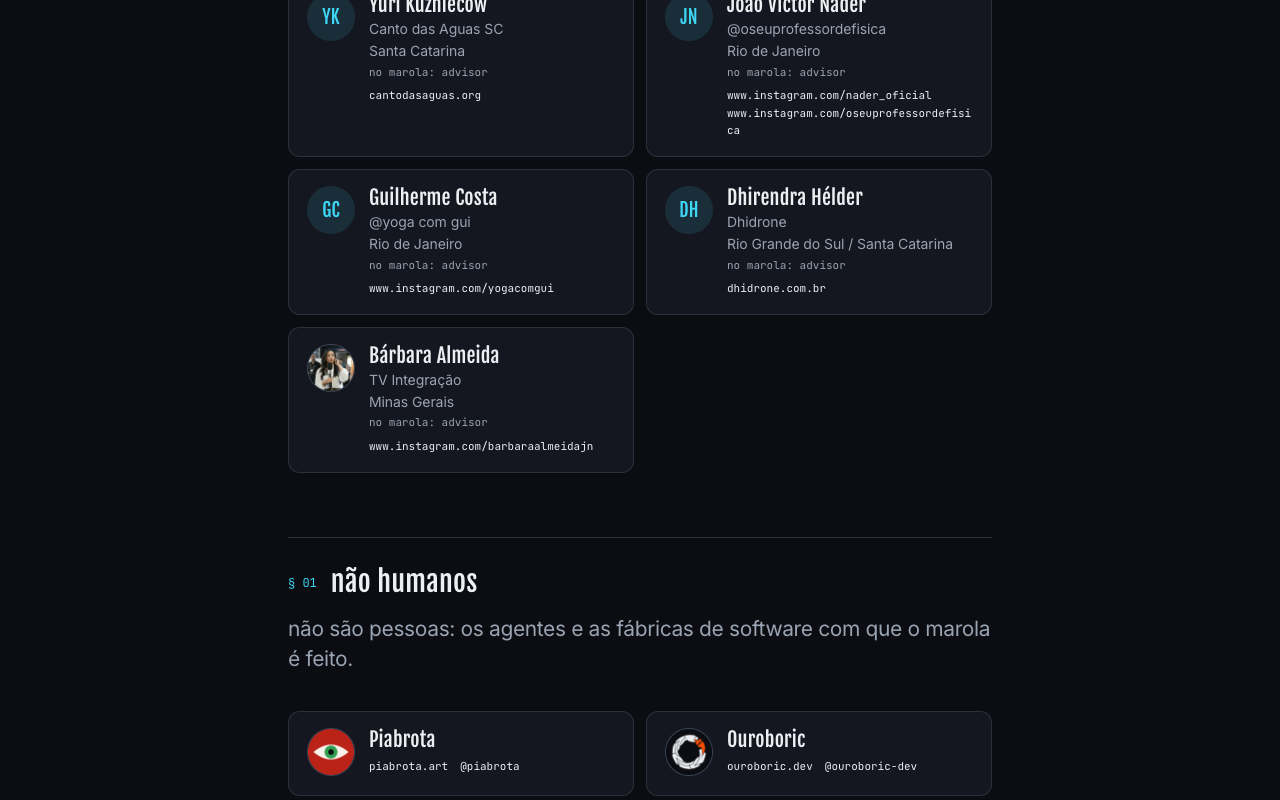 YK
Yuri Kuzniecow
Canto das Aguas SC
Santa Catarina
no marola: advisor
cantodasaguas.org
JN
João Victor Nader
@oseuprofessordefisica
Rio de Janeiro
no marola: advisor
www.instagram.com/nader_oficial
www.instagram.com/oseuprofessordefisi
ca
GC
Guilherme Costa
@yoga com gui
Rio de Janeiro
no marola: advisor
www.instagram.com/yogacomgui
DH
Dhirendra Hélder
Dhidrone
Rio Grande do Sul / Santa Catarina
no marola: advisor
dhidrone.com.br
Bárbara Almeida
TV Integração
Minas Gerais
no marola: advisor
www.instagram.com/barbaraalmeidajn
§ 01 não humanos
não são pessoas: os agentes e as fábricas de software com que o marola
é feito.
Piabrota
piabrota.art @piabrota
Ouroboric
ouroboric.dev @ouroboric-dev